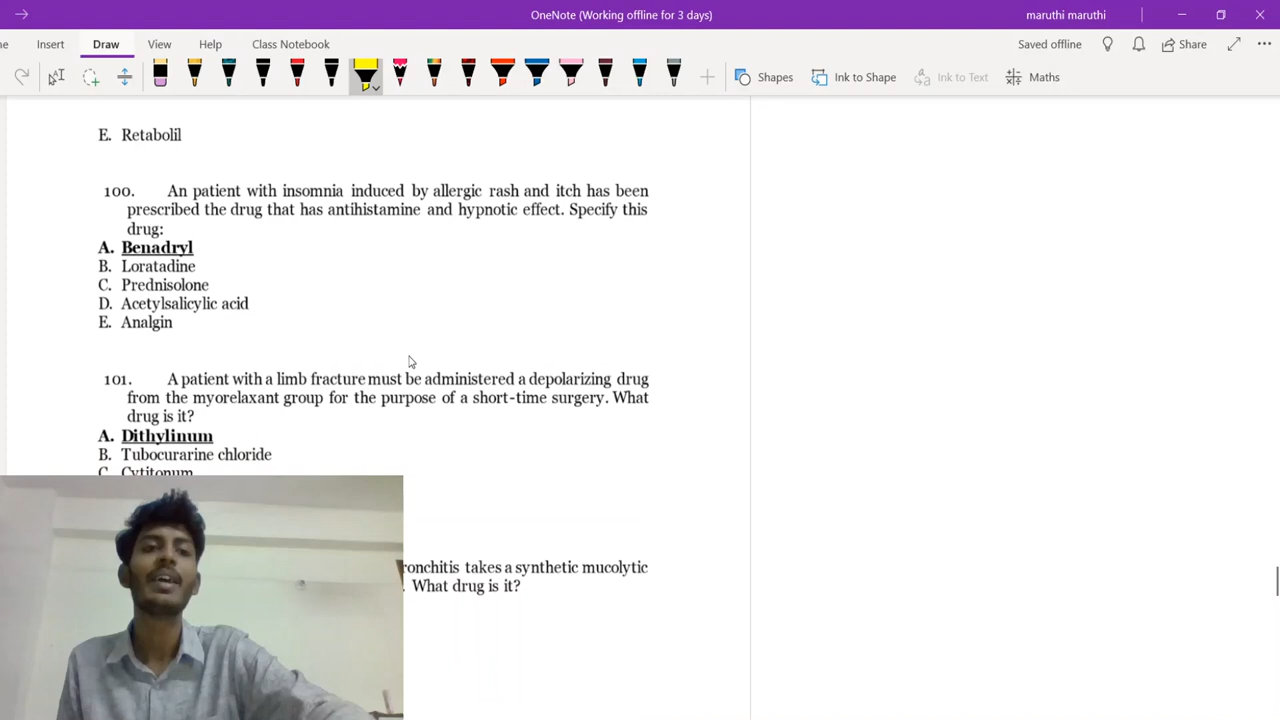 OneNote (Working offline for 3 days)
maruthi maruthi
Insert
Draw
View
Help
Class Notebook
Saved offline
Share
Shapes
Ink to Shape
Ink to Text
Maths
E. Retabolil
100. An patient with insomnia induced by allergic rash and itch has been
prescribed the drug that has antihistamine and hypnotic effect. Specify this
drug:
A. Benadryl
B. Loratadine
C. Prednisolone
D. Acetylsalicylic acid
E. Analgin
101. A patient with a limb fracture must be administered a depolarizing drug
from the myorelaxant group for the purpose of a short-time surgery. What
drug is it?
A. Dithylinum
B. Tubocurarine chloride
C. Cytitonum
ronchitis takes a synthetic mucolytic
. What drug is it?